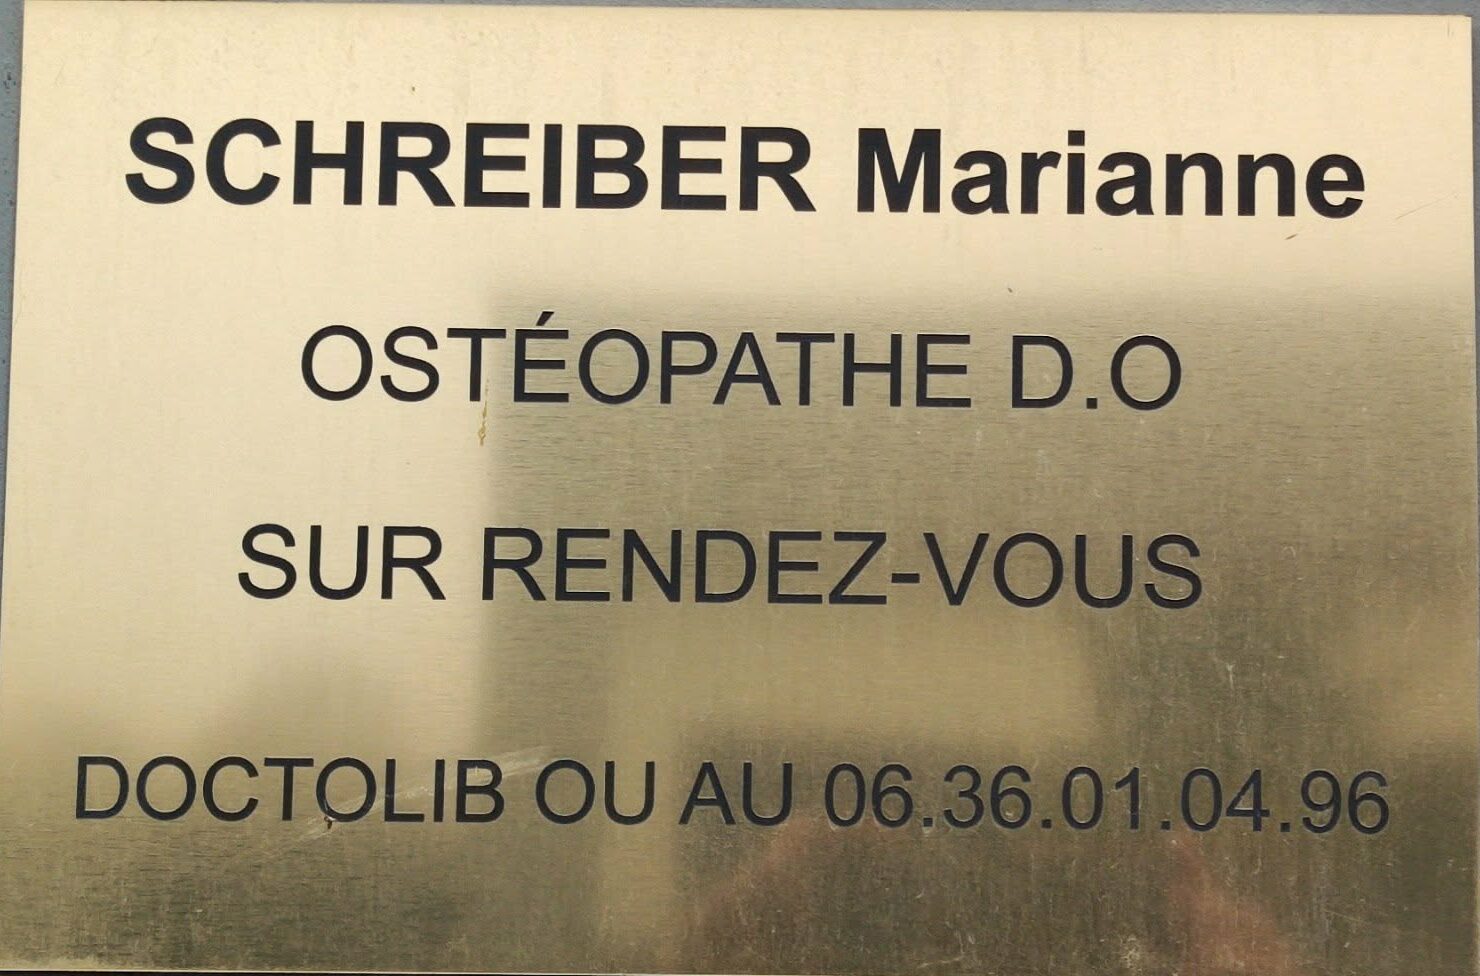 SCHREIBER Marianne
OSTÉOPATHE D.O
SUR RENDEZ-VOUS
DOCTOLIB OU AU 06.36.01.04.96